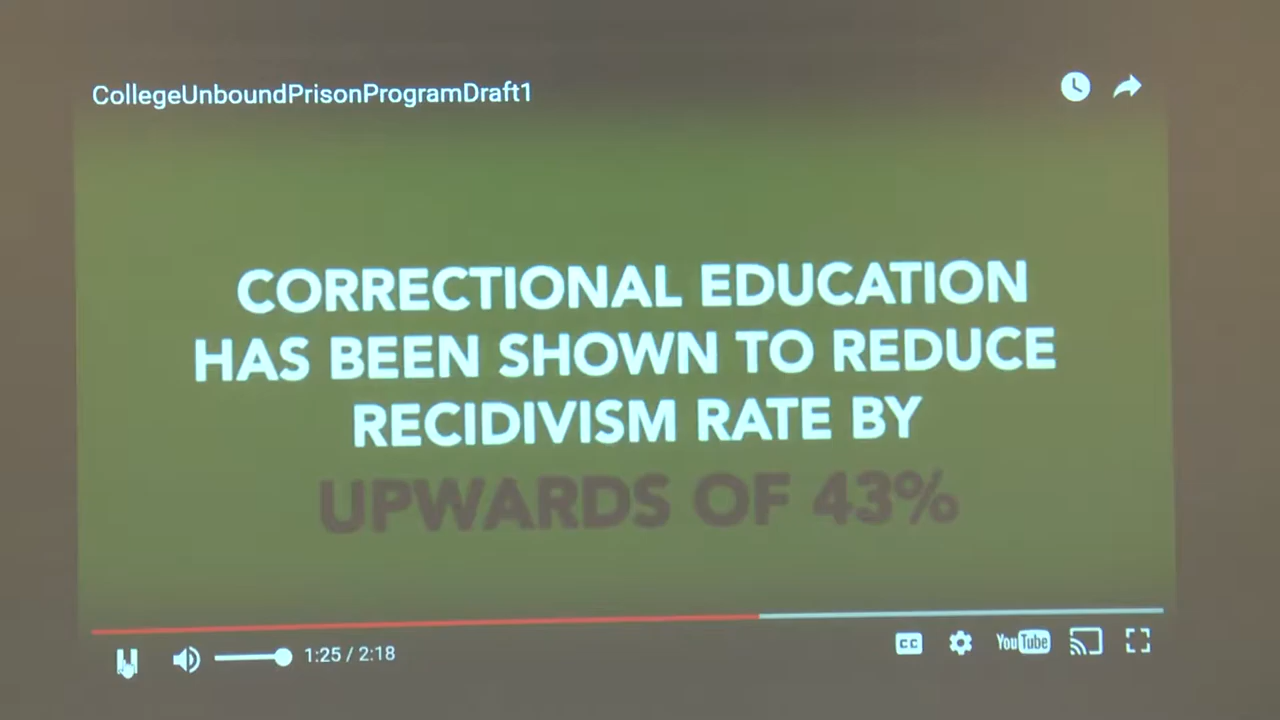 CollegeUnboundPrisonProgramDraft1
CORRECTIONAL EDUCATION
HAS BEEN SHOWN TO REDUCE
RECIDIVISM RATE BY
UPWARDS OF 43%
1:25 / 2:18
CC
YouTube